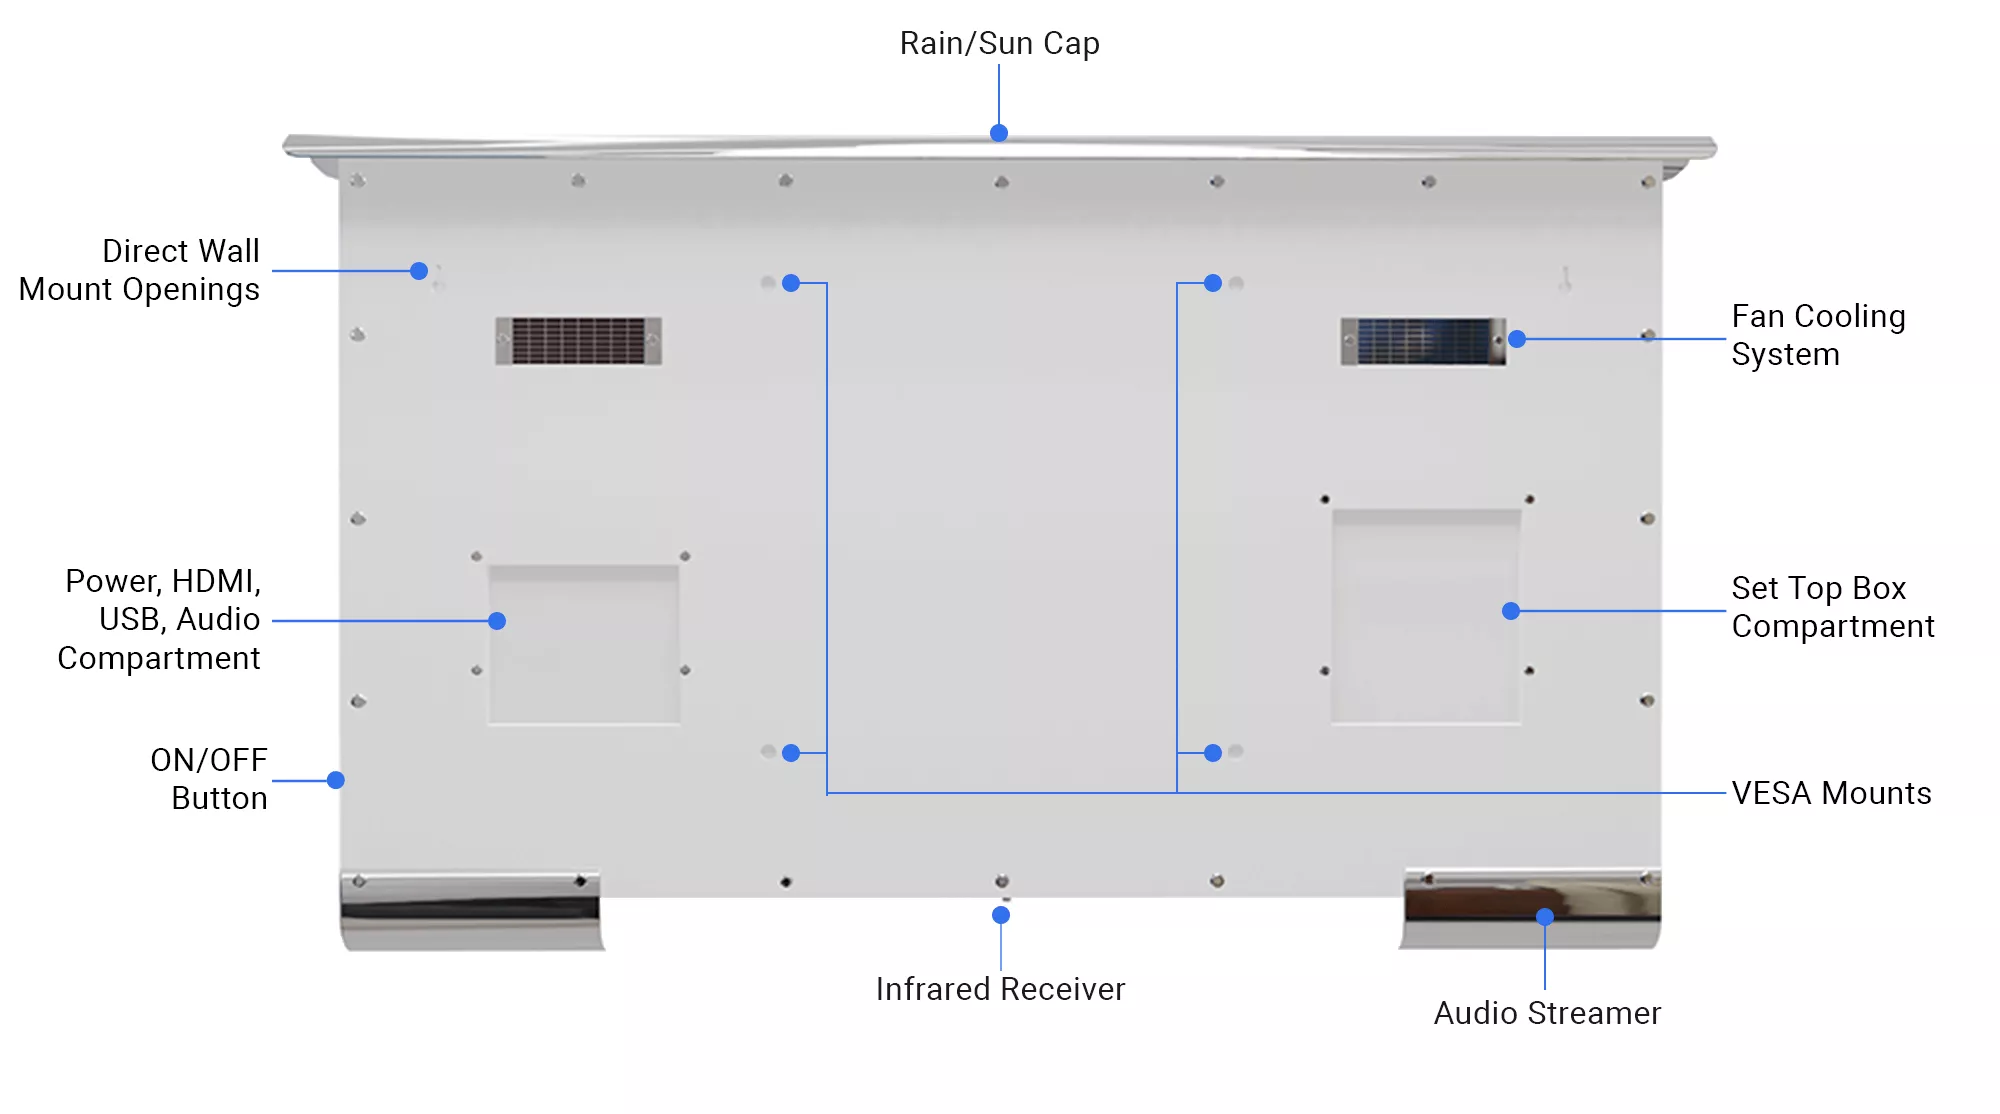 Rain/Sun Cap
Direct Wall
Mount Openings
Fan Cooling
System
Power, HDMI,
USB, Audio
Compartment
Set Top Box
Compartment
ON/OFF
Button
VESA Mounts
Infrared Receiver
Audio Streamer